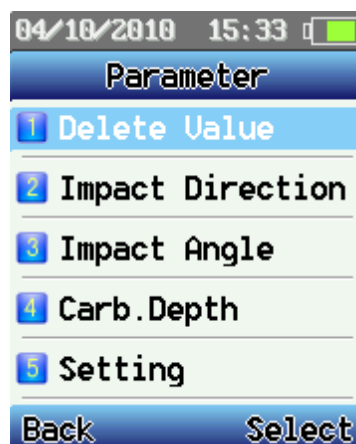 04/10/2010 15:33
Parameter
1 Delete Value
2 Impact Direction
3 Impact Angle
4 Carb.Depth
5 Setting
Back Select